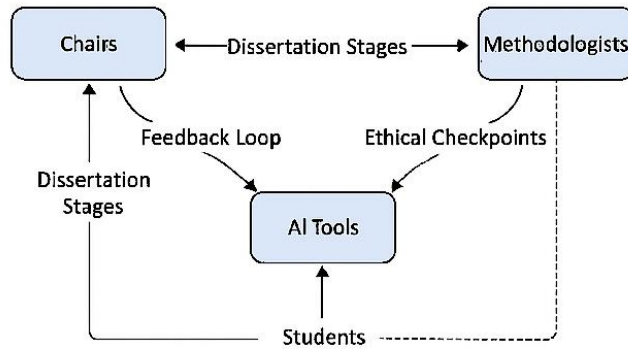 Chairs
Dissertation Stages
Methodologists
Feedback Loop
Ethical Checkpoints
Dissertation
Stages
AI Tools
Students